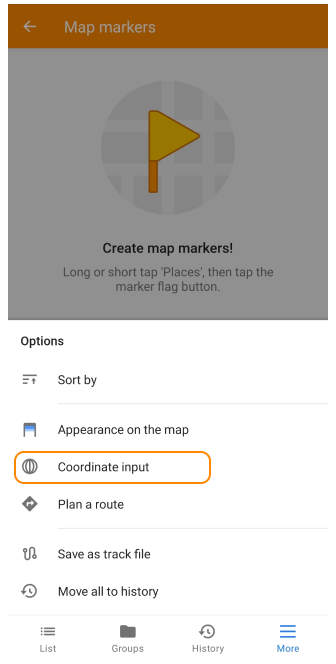 Map markers
Create map markers!
Long or short tap 'Places', then tap the
marker flag button.
Options
Sort by
Appearance on the map
Coordinate input
Plan a route
Save as track file
Move all to history
List
Groups
History
More